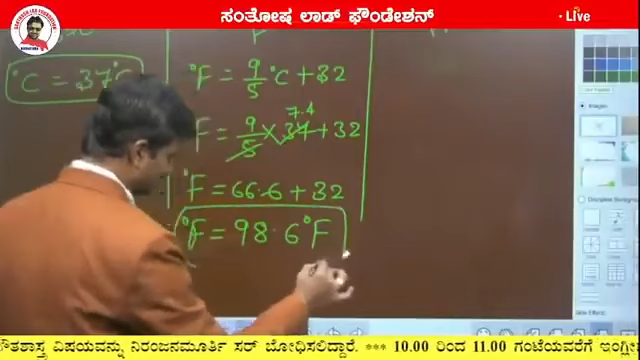 ಸಂತೋಷ ಲಾಡ್ ಫೌಂಡೇಶನ್
Live
°C = 37°C
°F = 9/5 °C + 32
7.4
F = 9/5 × 37 + 32
°F = 66.6 + 32
°F = 98.6°F
ೌತಶಾಸ್ತ್ರ ವಿಷಯವನ್ನು ನಿರಂಜನಮೂರ್ತಿ ಸರ್ ಬೋಧಿಸಲಿದ್ದಾರೆ. *** 10.00 ರಿಂದ 11.00 ಗಂಟೆಯವರೆಗೆ ಇಂಗ್ಲೀ